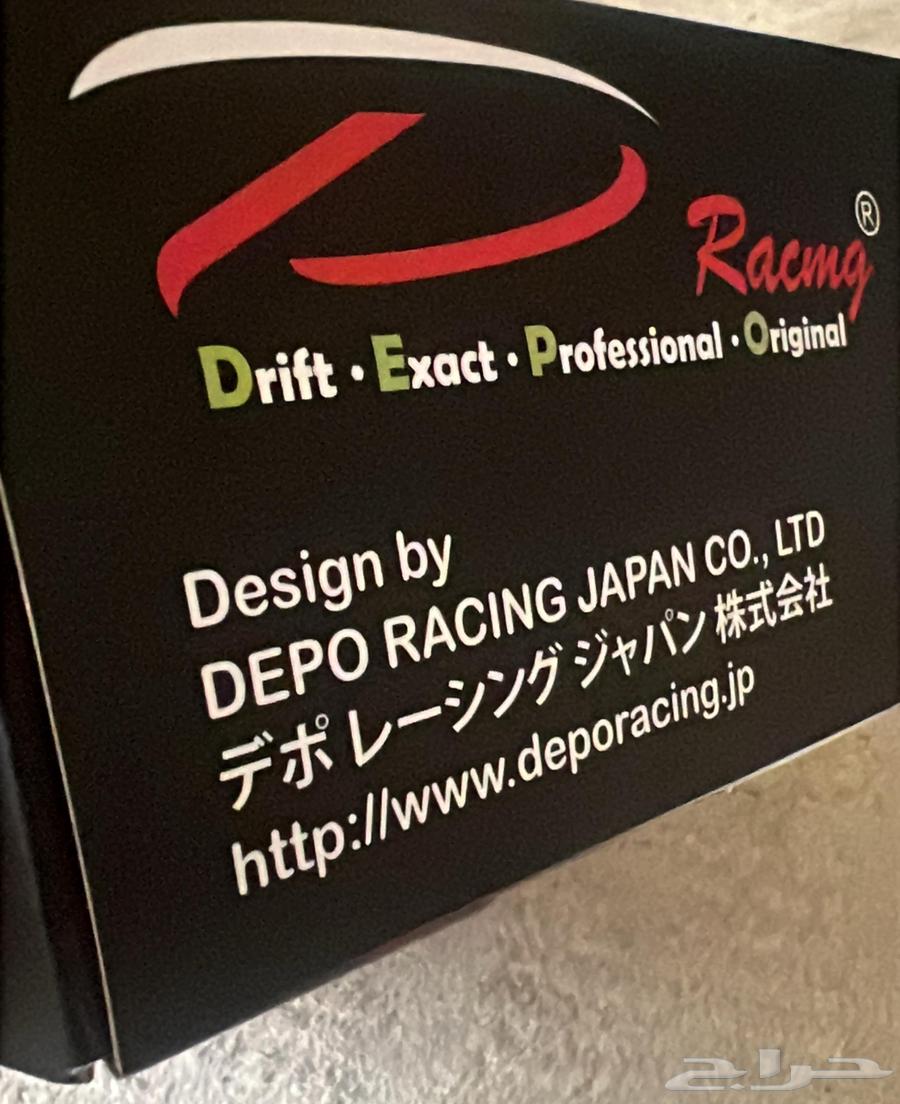 Racing®
Drift · Exact · Professional · Original
Design by
DEPO RACING JAPAN CO., LTD
デポ レーシング ジャパン 株式会社
http://www.deporacing.jp
حراج